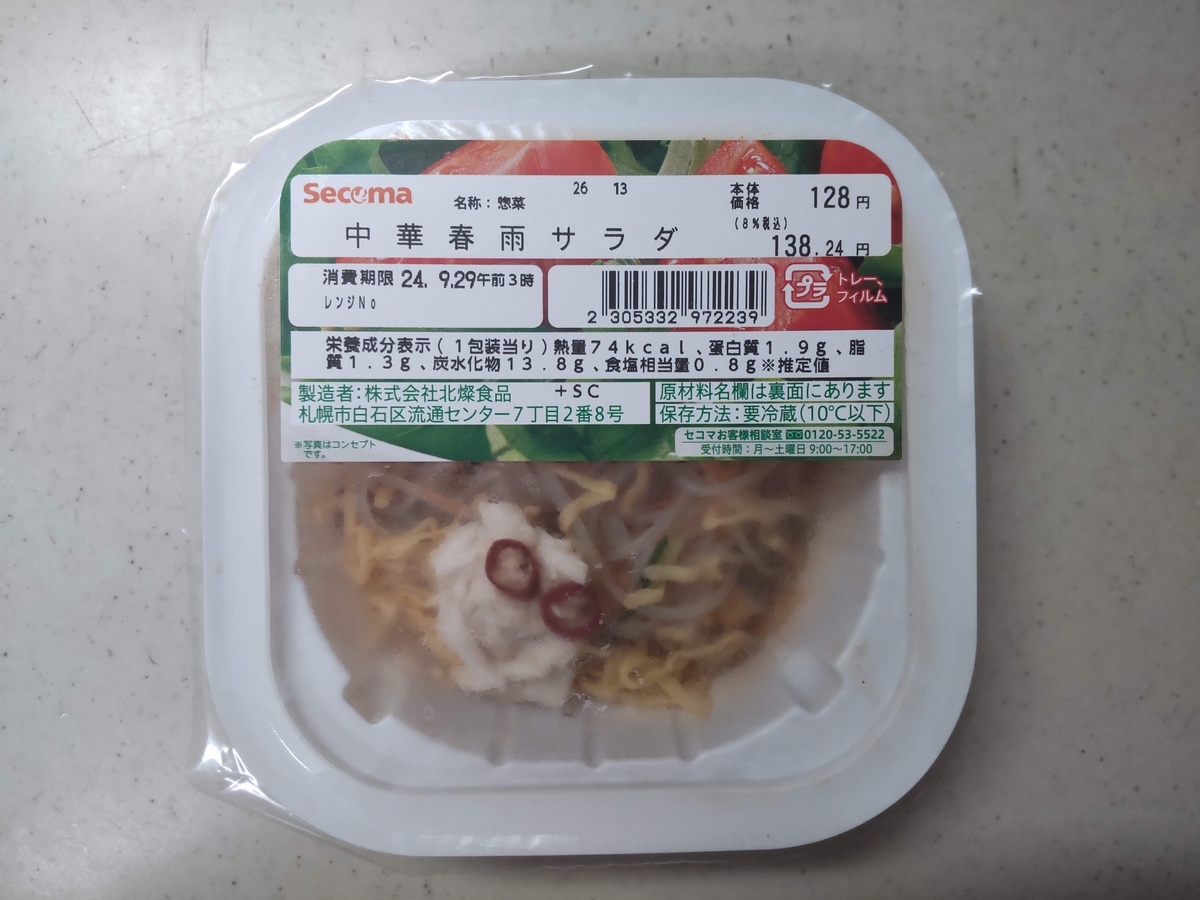 Secoma
26 13
名称:惣菜
本体価格 128円
(8%税込)
中華春雨サラダ
138.24 円
消費期限 24. 9.29午前3時
レンジNo
2 305332 972239
プラ
トレー、
フィルム
栄養成分表示(1包装当り)熱量74kcal、蛋白質1.9g、脂
質1.3g、炭水化物13.8g、食塩相当量0.8g※推定値
製造者:株式会社北燦食品 +SC
札幌市白石区流通センター7丁目2番8号
原材料名欄は裏面にあります
保存方法:要冷蔵(10℃以下)
セコマお客様相談室 0120-53-5522
受付時間:月~土曜日 9:00~17:00
※写真はコンセプト
です。